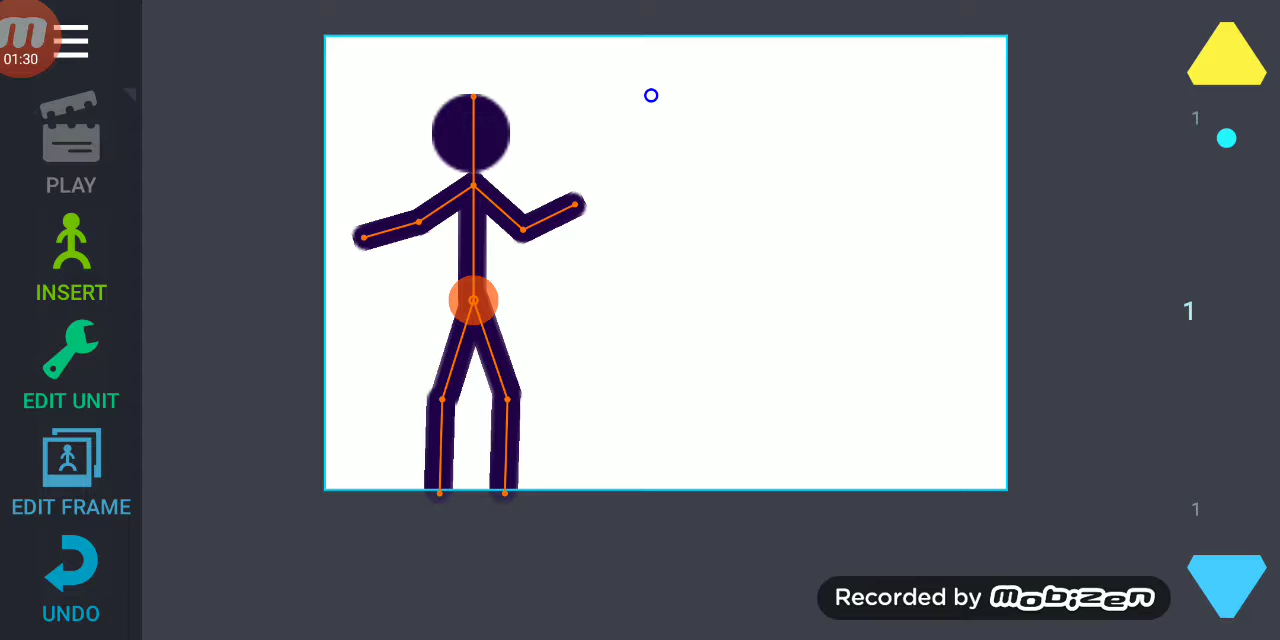 m
01:30
PLAY
INSERT
EDIT UNIT
EDIT FRAME
UNDO
1
1
1
Recorded by mobizen